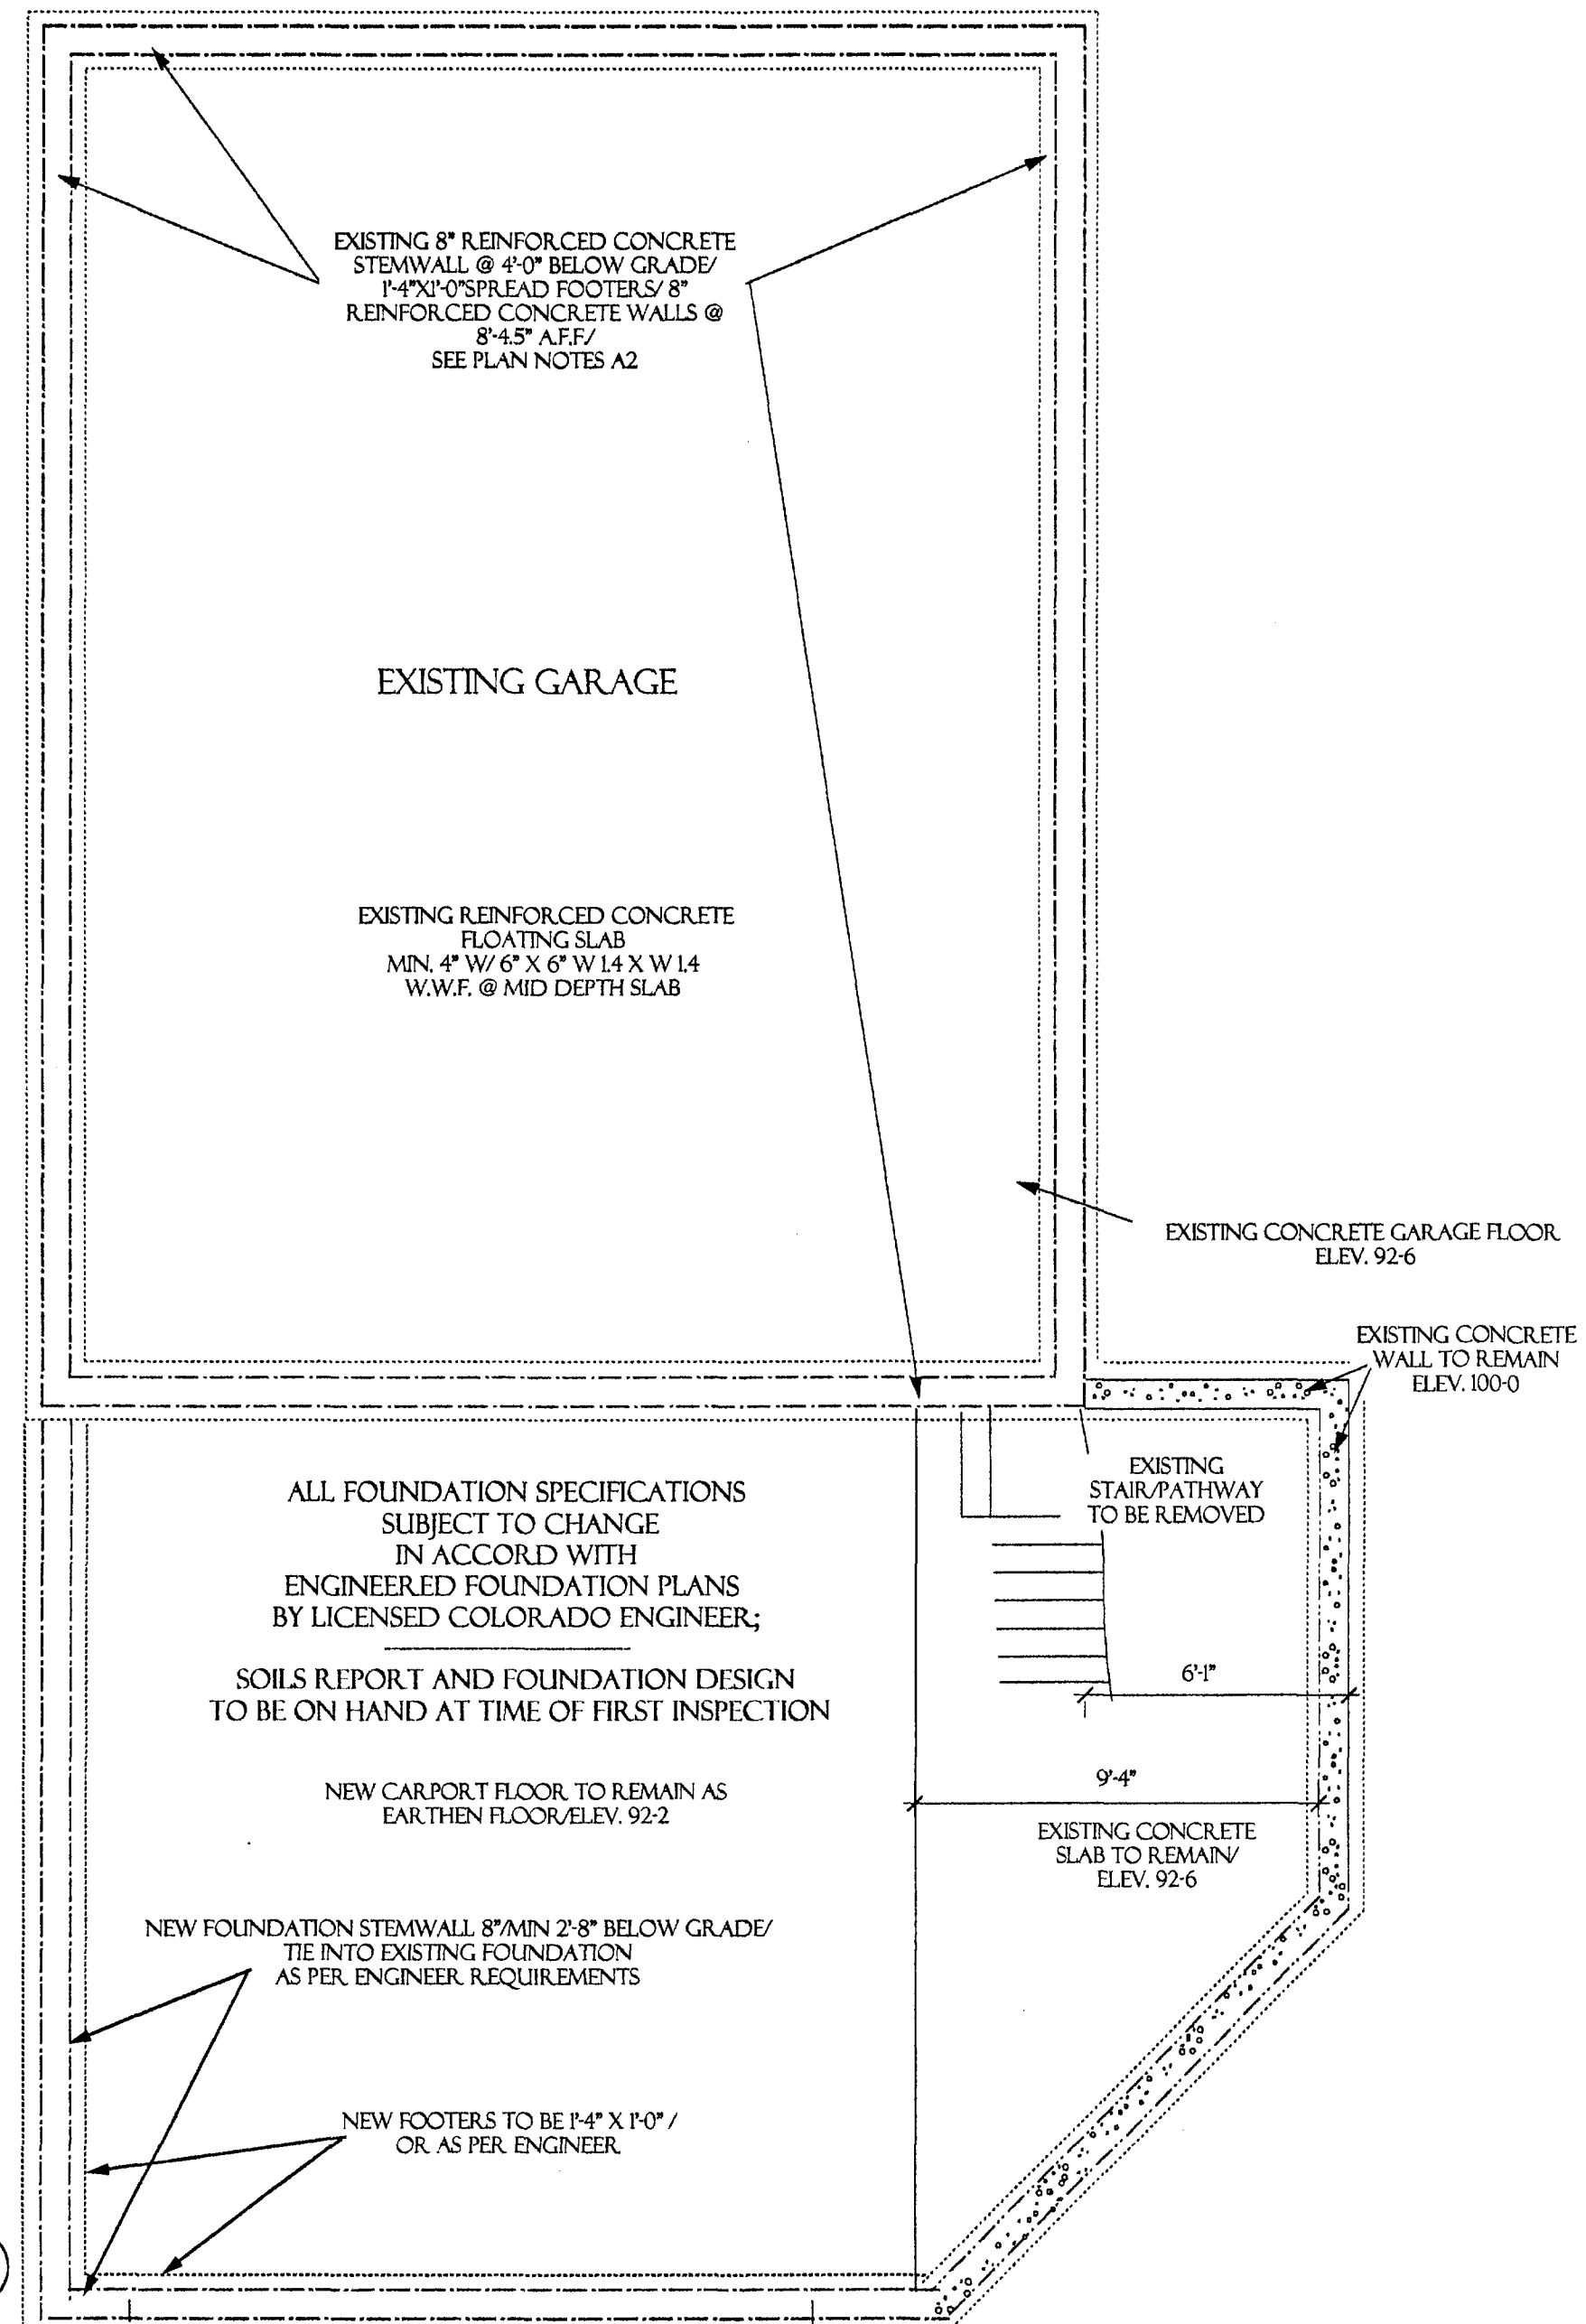 EXISTING 8" REINFORCED CONCRETE
STEMWALL @ 4'-0" BELOW GRADE/
1'-4"X1'-0"SPREAD FOOTERS/ 8"
REINFORCED CONCRETE WALLS @
8'-4.5" A.F.F./
SEE PLAN NOTES A2
EXISTING GARAGE
EXISTING REINFORCED CONCRETE
FLOATING SLAB
MIN. 4" W/ 6" X 6" W 1.4 X W 1.4
W.W.F. @ MID DEPTH SLAB
EXISTING CONCRETE GARAGE FLOOR
ELEV. 92-6
EXISTING CONCRETE
WALL TO REMAIN
ELEV. 100-0
EXISTING
STAIR/PATHWAY
TO BE REMOVED
ALL FOUNDATION SPECIFICATIONS
SUBJECT TO CHANGE
IN ACCORD WITH
ENGINEERED FOUNDATION PLANS
BY LICENSED COLORADO ENGINEER;
SOILS REPORT AND FOUNDATION DESIGN
TO BE ON HAND AT TIME OF FIRST INSPECTION
6'-1"
9'-4"
NEW CARPORT FLOOR TO REMAIN AS
EARTHEN FLOOR/ELEV. 92-2
EXISTING CONCRETE
SLAB TO REMAIN/
ELEV. 92-6
NEW FOUNDATION STEMWALL 8"/MIN 2'-8" BELOW GRADE/
TIE INTO EXISTING FOUNDATION
AS PER ENGINEER REQUIREMENTS
NEW FOOTERS TO BE 1'-4" X 1'-0" /
OR AS PER ENGINEER